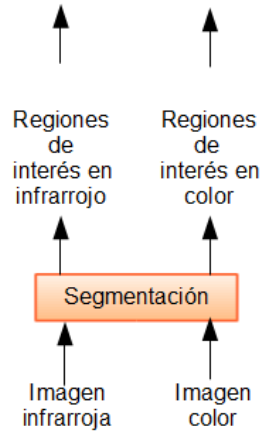 Regiones
de
interés en
infrarrojo
Regiones
de
interés en
color
Segmentación
Imagen
infrarroja
Imagen
color